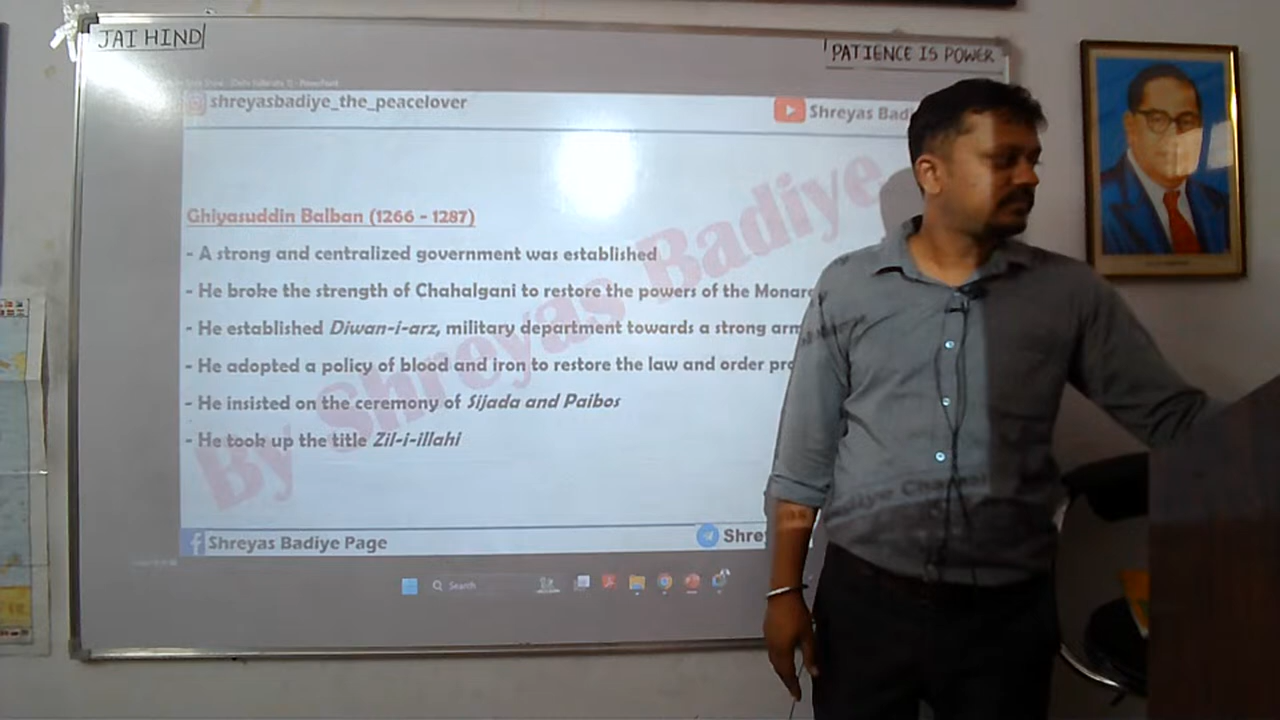 JAI HIND
PATIENCE IS POWER
shreyasbadiye_the_peacelover
Shreyas Badi
Ghiyasuddin Balban (1266 - 1287)
- A strong and centralized government was established
- He broke the strength of Chahalgani to restore the powers of the Monar
- He established Diwan-i-arz, military department towards a strong arm
- He adopted a policy of blood and iron to restore the law and order pro
- He insisted on the ceremony of Sijada and Paibos
- He took up the title Zil-i-illahi
By Shreyas Badiye
Shreyas Badiye Page
Shre
Search